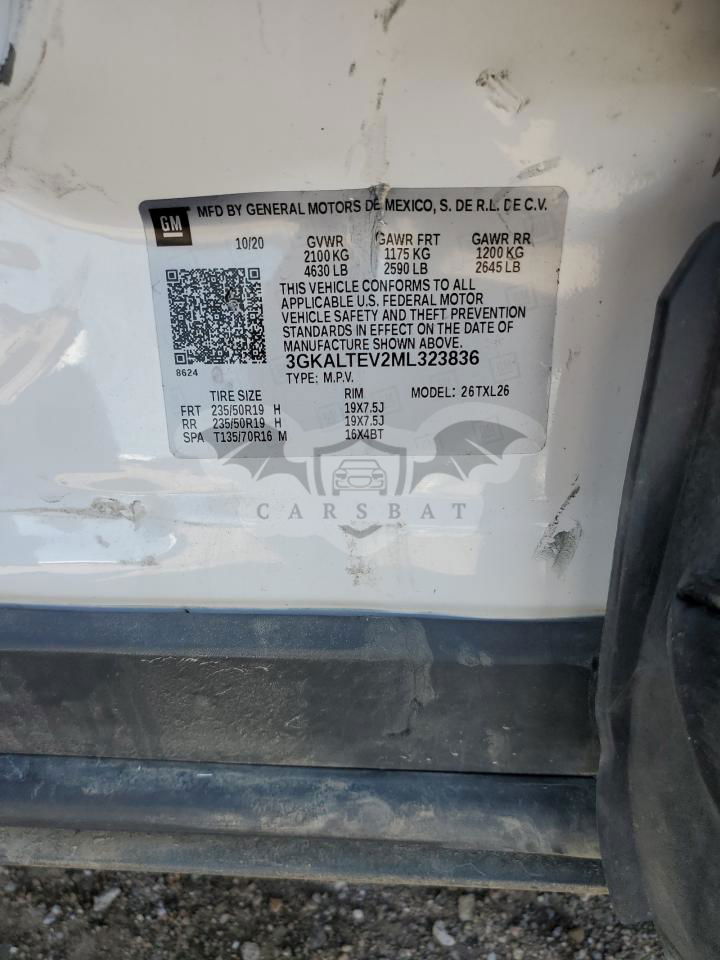 GM MFD BY GENERAL MOTORS DE MEXICO, S. DE R.L. DE C.V.
10/20 GVWR GAWR FRT GAWR RR
2100 KG 1175 KG 1200 KG
4630 LB 2590 LB 2645 LB
THIS VEHICLE CONFORMS TO ALL
APPLICABLE U.S. FEDERAL MOTOR
VEHICLE SAFETY AND THEFT PREVENTION
STANDARDS IN EFFECT ON THE DATE OF
MANUFACTURE SHOWN ABOVE.
3GKALTEV2ML323836
8624
TYPE: M.P.V.
TIRE SIZE RIM MODEL: 26TXL26
FRT 235/50R19 H 19X7.5J
RR 235/50R19 H 19X7.5J
SPA T135/70R16 M 16X4BT
CARSBAT